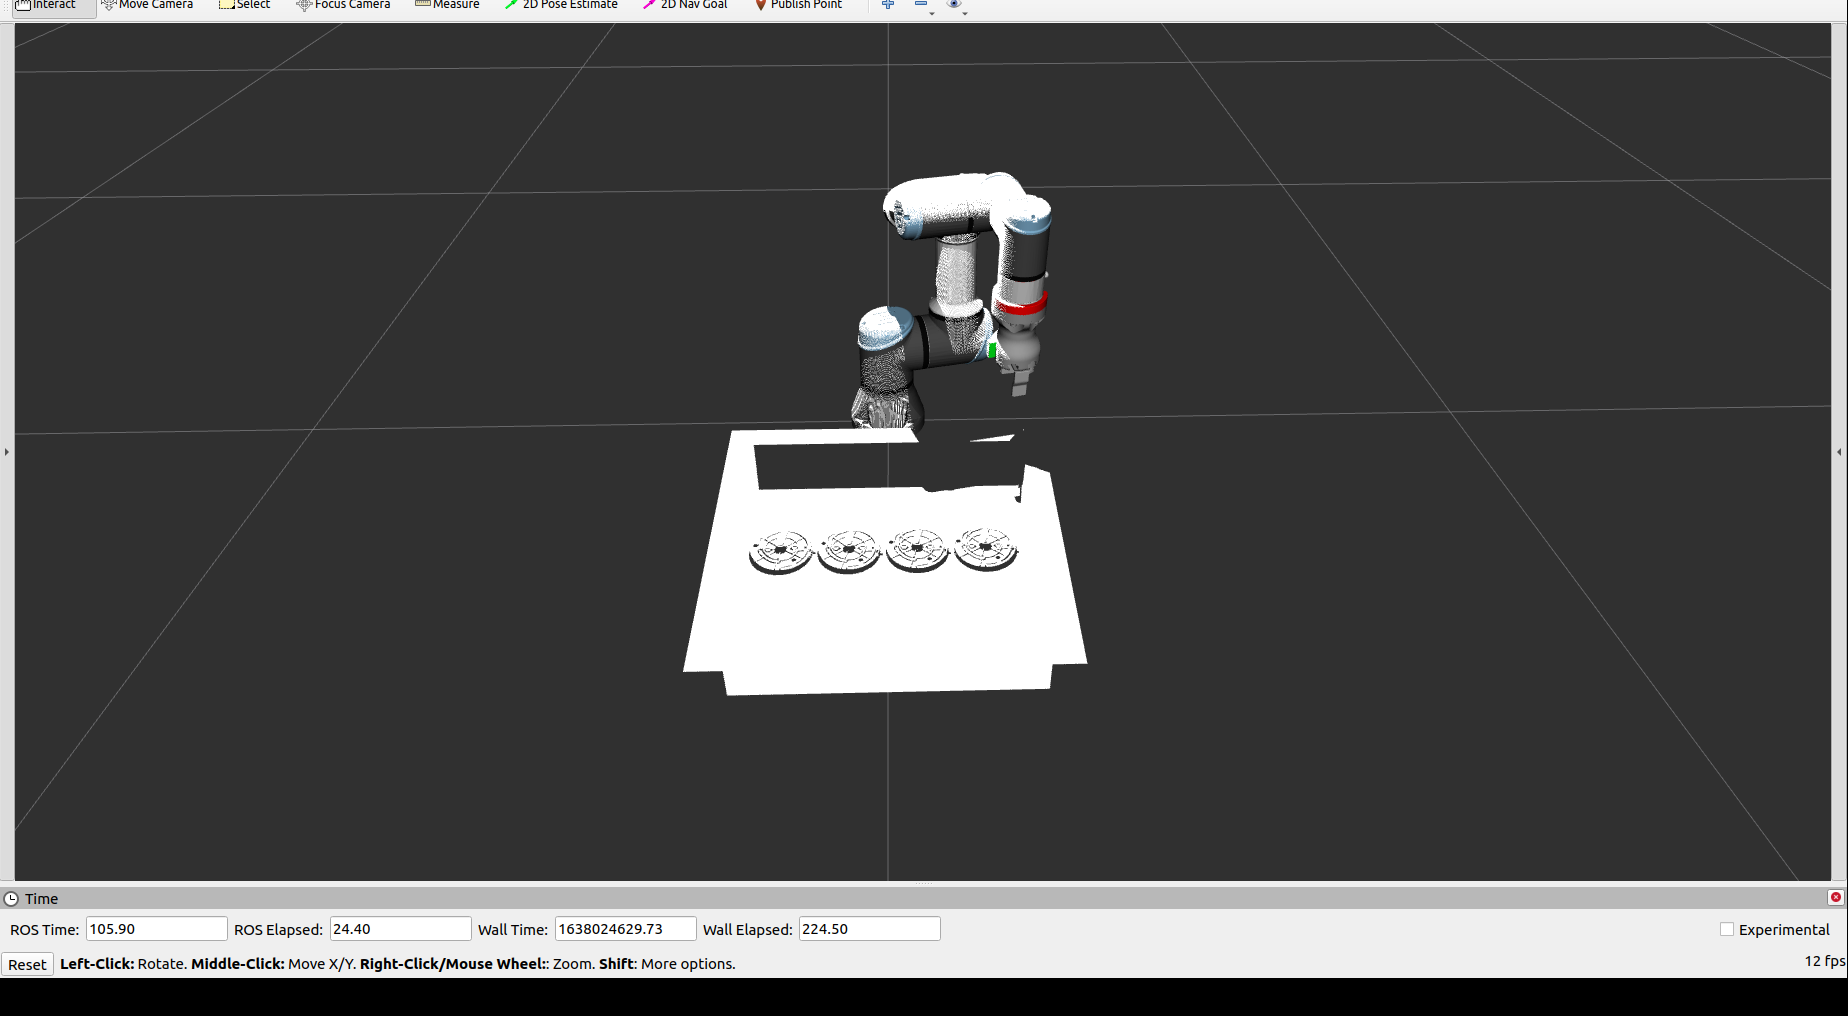 Interact Move Camera Select Focus Camera Measure 2D Pose Estimate 2D Nav Goal Publish Point
Time
ROS Time: 105.90 ROS Elapsed: 24.40 Wall Time: 1638024629.73 Wall Elapsed: 224.50 Experimental
Reset Left-Click: Rotate. Middle-Click: Move X/Y. Right-Click/Mouse Wheel:: Zoom. Shift: More options. 12 fps